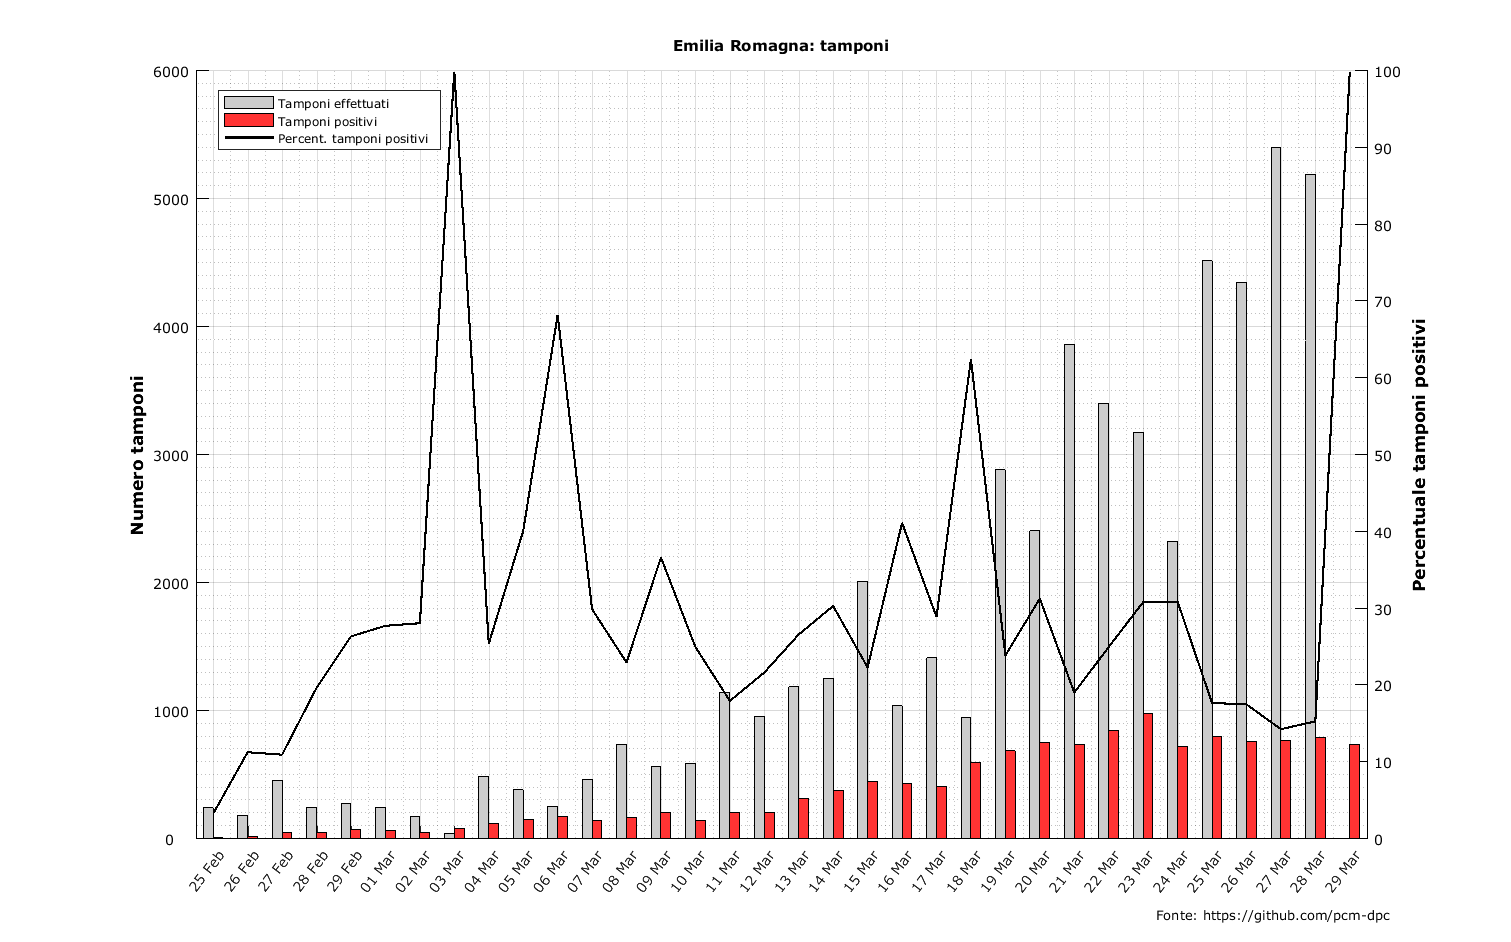 Emilia Romagna: tamponi
Tamponi effettuati
Tamponi positivi
Percent. tamponi positivi
Numero tamponi
6000
5000
4000
3000
2000
1000
0
100
90
80
70
60
50
40
30
20
10
0
Percentuale tamponi positivi
25 Feb
26 Feb
27 Feb
28 Feb
29 Feb
01 Mar
02 Mar
03 Mar
04 Mar
05 Mar
06 Mar
07 Mar
08 Mar
09 Mar
10 Mar
11 Mar
12 Mar
13 Mar
14 Mar
15 Mar
16 Mar
17 Mar
18 Mar
19 Mar
20 Mar
21 Mar
22 Mar
23 Mar
24 Mar
25 Mar
26 Mar
27 Mar
28 Mar
29 Mar
Fonte: https://github.com/pcm-dpc